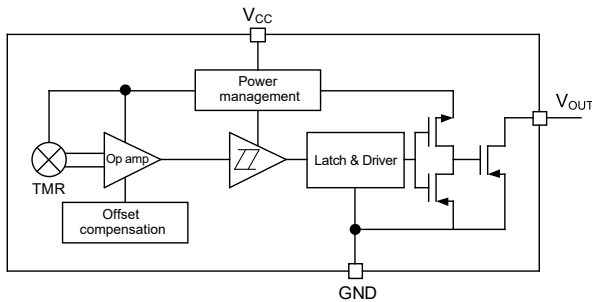 VCC
Power
management
VOUT
Op amp
Latch & Driver
TMR
Offset
compensation
GND